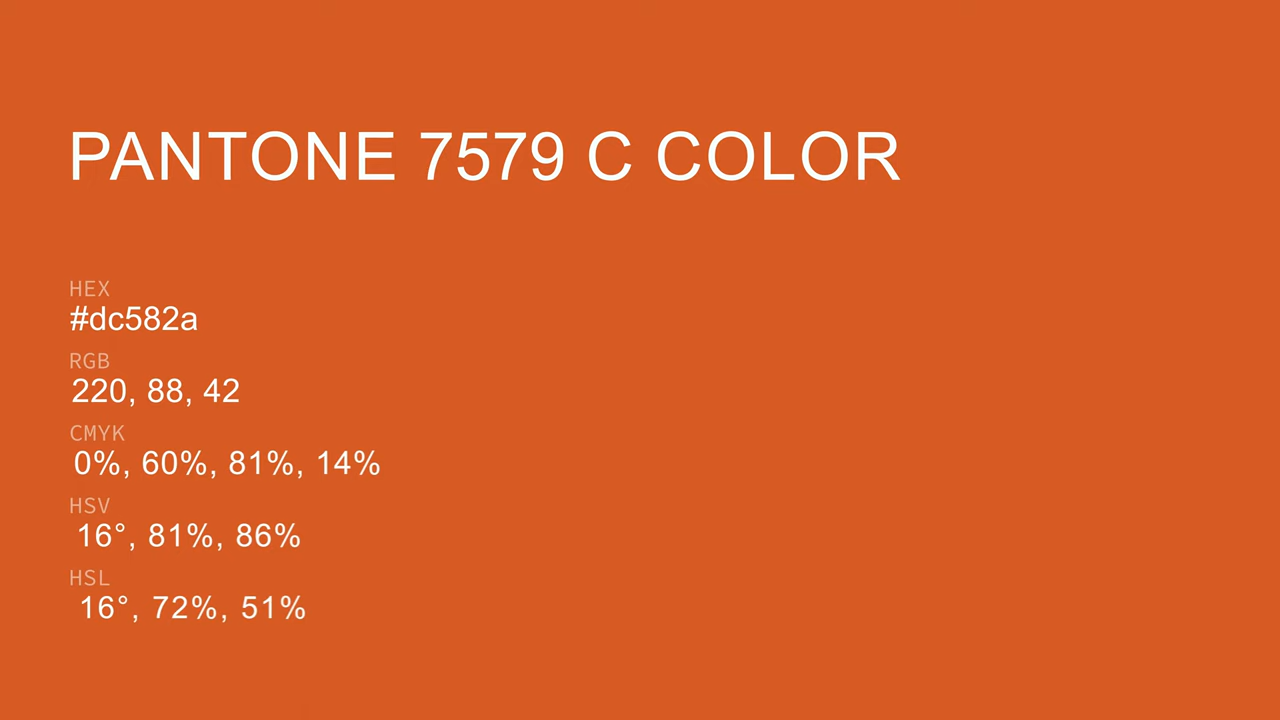 PANTONE 7579 C COLOR
HEX
#dc582a
RGB
220, 88, 42
CMYK
0%, 60%, 81%, 14%
HSV
16°, 81%, 86%
HSL
16°, 72%, 51%